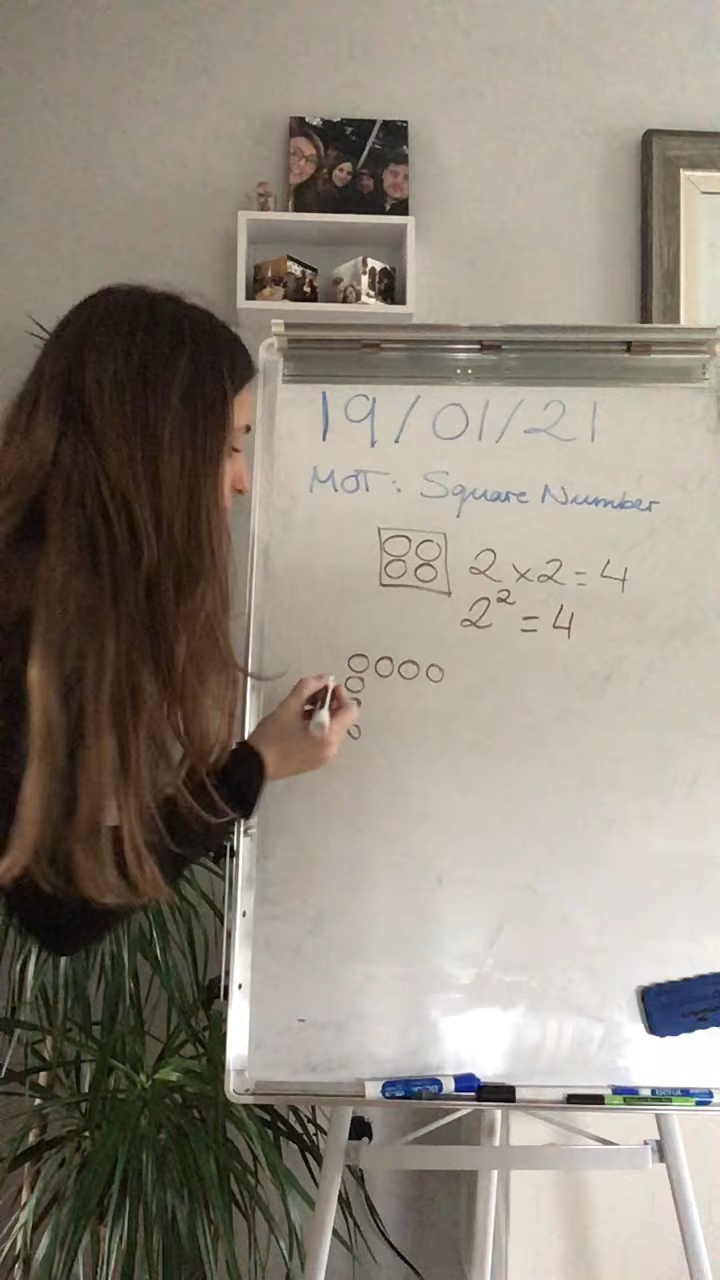 19/01/21
MOT: Square Number
2 x 2 = 4
2² = 4